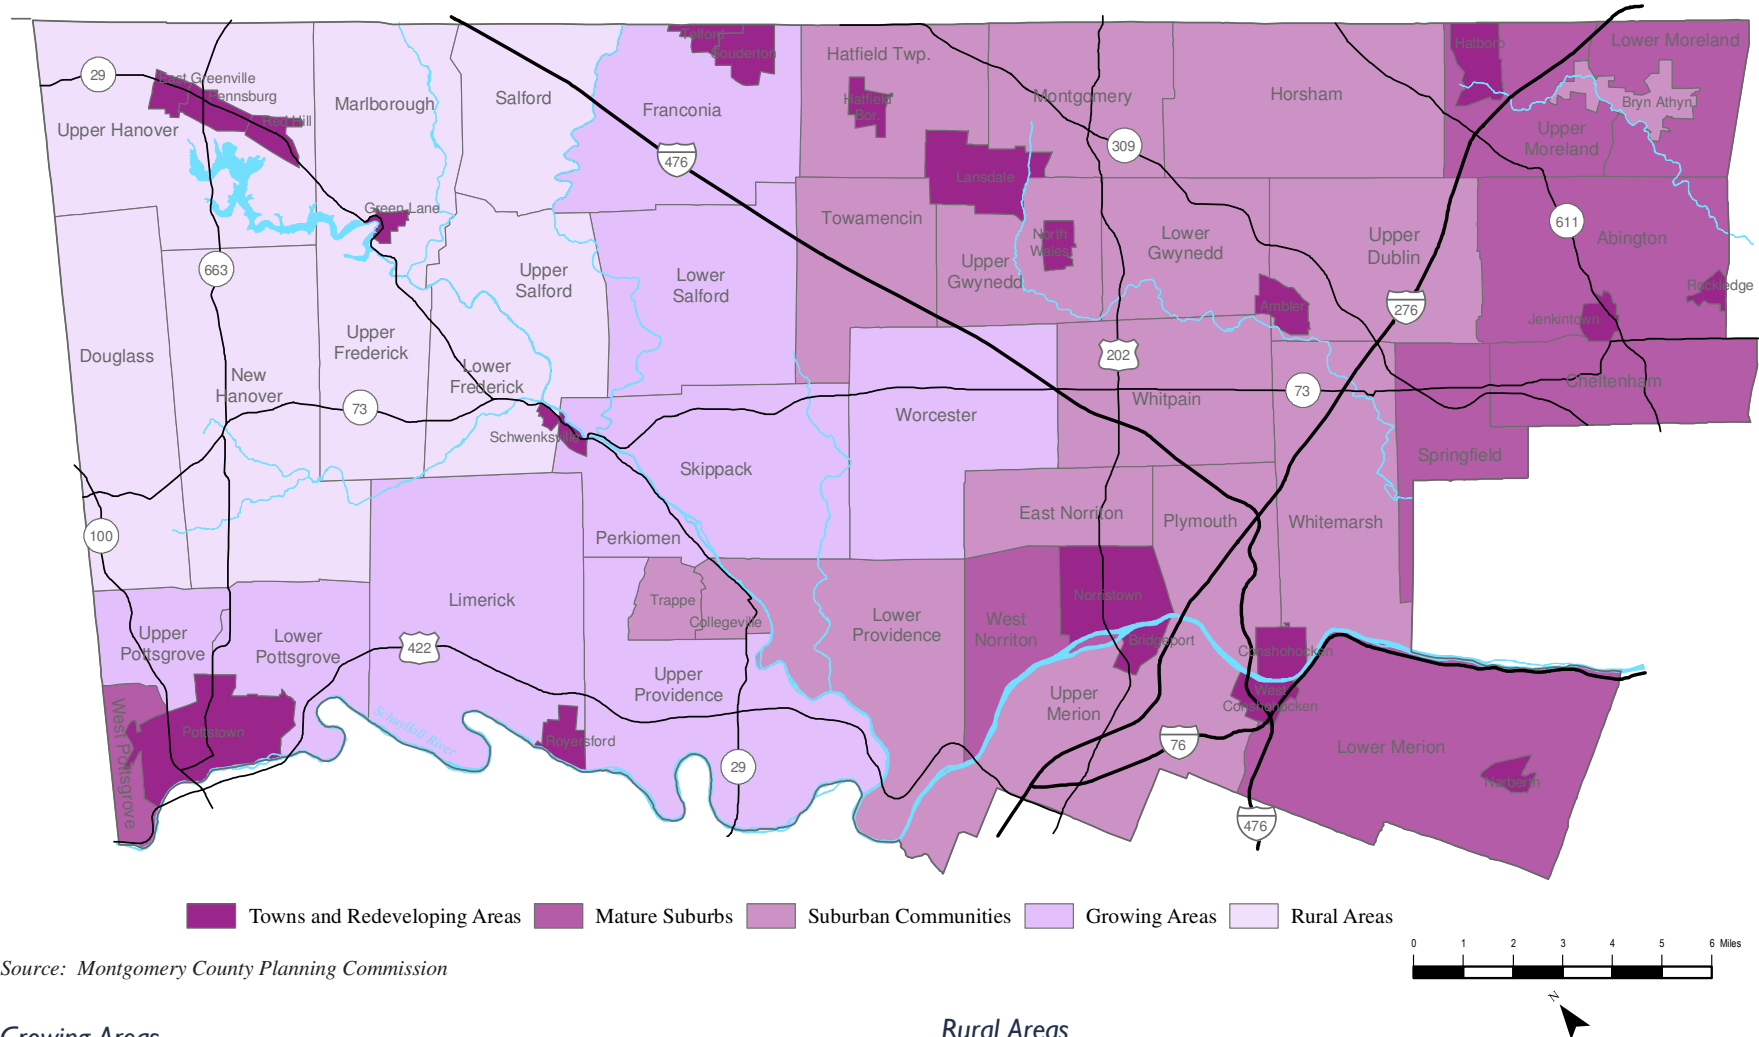 Telford
Souderton
Hatfield Twp.
Hatboro
Lower Moreland
29
East Greenville
Pennsburg
Red Hill
Upper Hanover
Marlborough
Salford
Franconia
Hatfield
Bor.
Montgomery
Horsham
Bryn Athyn
Upper
Moreland
309
476
Lansdale
Green Lane
Towamencin
North
Wales
Lower
Gwynedd
Upper
Dublin
611
Abington
663
Upper
Salford
Lower
Salford
Upper
Gwynedd
Ambler
276
Rockledge
Jenkintown
Douglass
Upper
Frederick
Lower
Frederick
New
Hanover
202
73
73
Whitpain
Cheltenham
Worcester
Schwenksville
Skippack
Springfield
100
Perkiomen
East Norriton
Plymouth
Whitemarsh
Limerick
Trappe
Collegeville
Lower
Providence
West
Norriton
Norristown
Bridgeport
Conshohocken
Upper
Pottsgrove
Lower
Pottsgrove
422
Upper
Providence
Upper
Merion
West
Conshohocken
West Pottsgrove
Pottstown
Schuylkill River
Royersford
29
76
Lower Merion
Narberth
476
Towns and Redeveloping Areas
Mature Suburbs
Suburban Communities
Growing Areas
Rural Areas
0 1 2 3 4 5 6 Miles
Source: Montgomery County Planning Commission
N
Growing Areas
Rural Areas